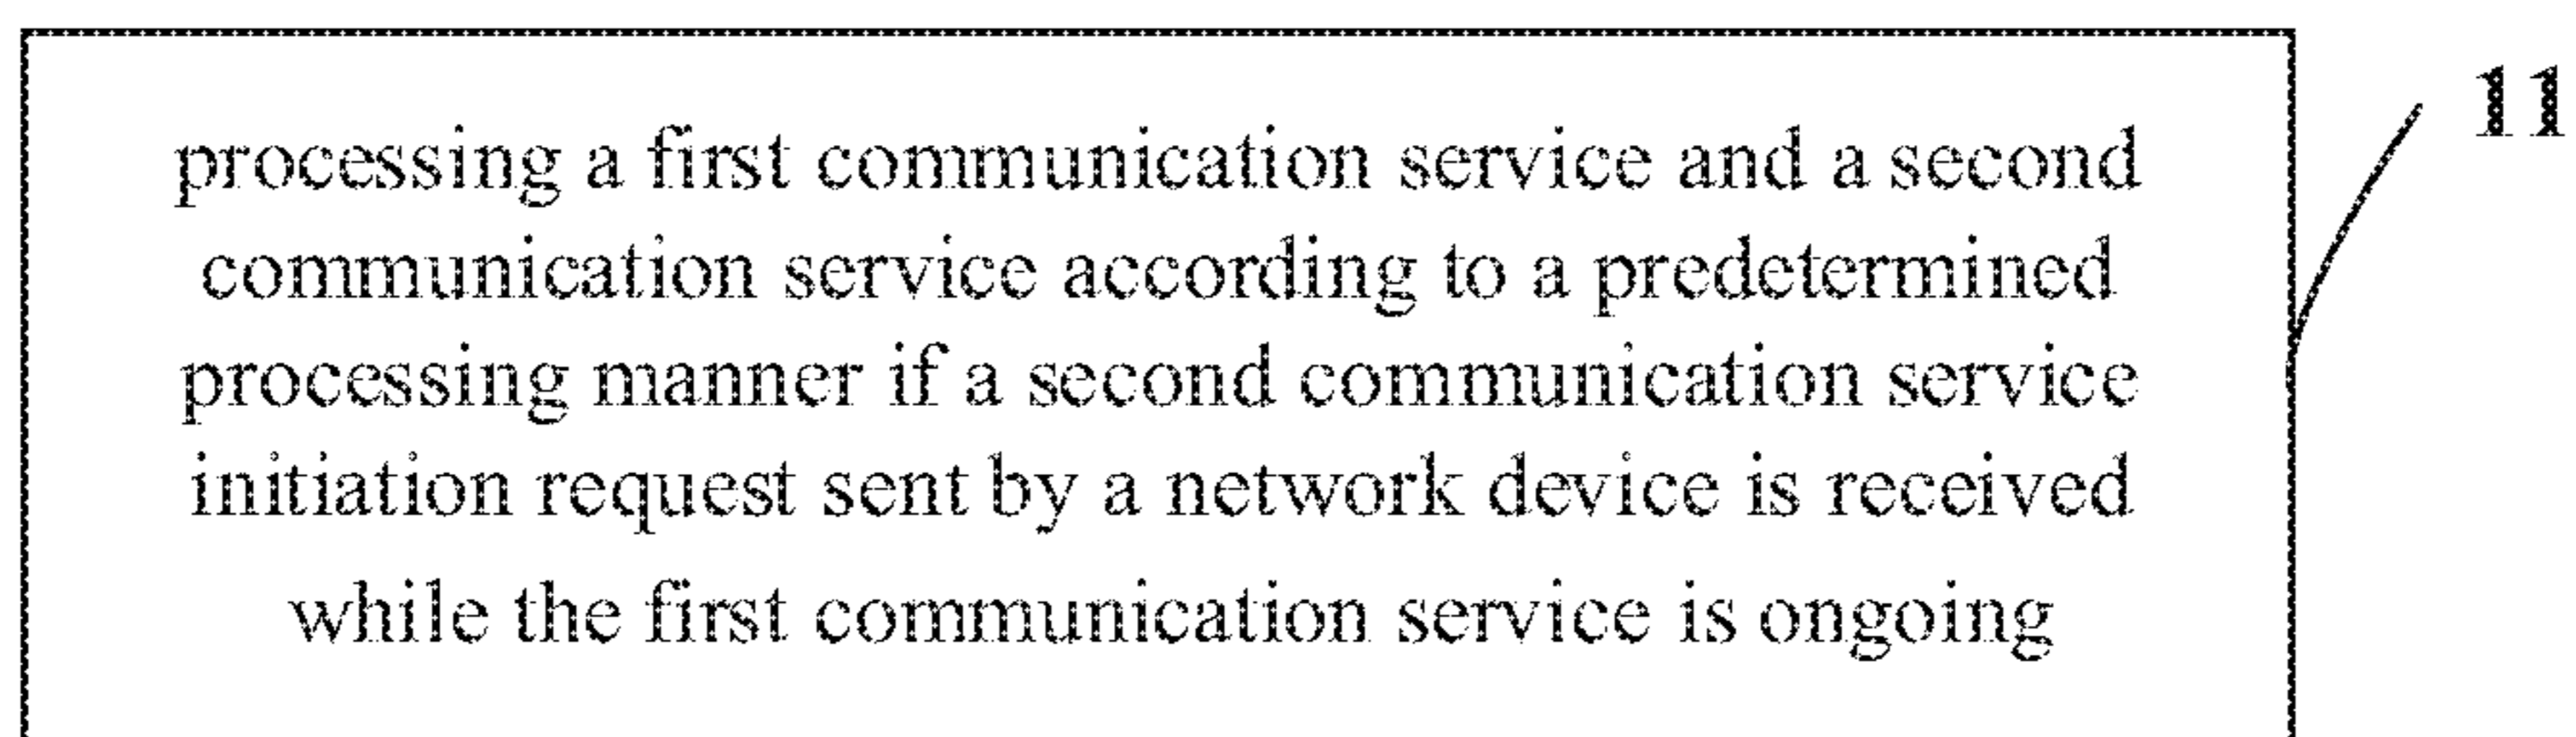 11
processing a first communication service and a second
communication service according to a predetermined
processing manner if a second communication service
initiation request sent by a network device is received
while the first communication service is ongoing